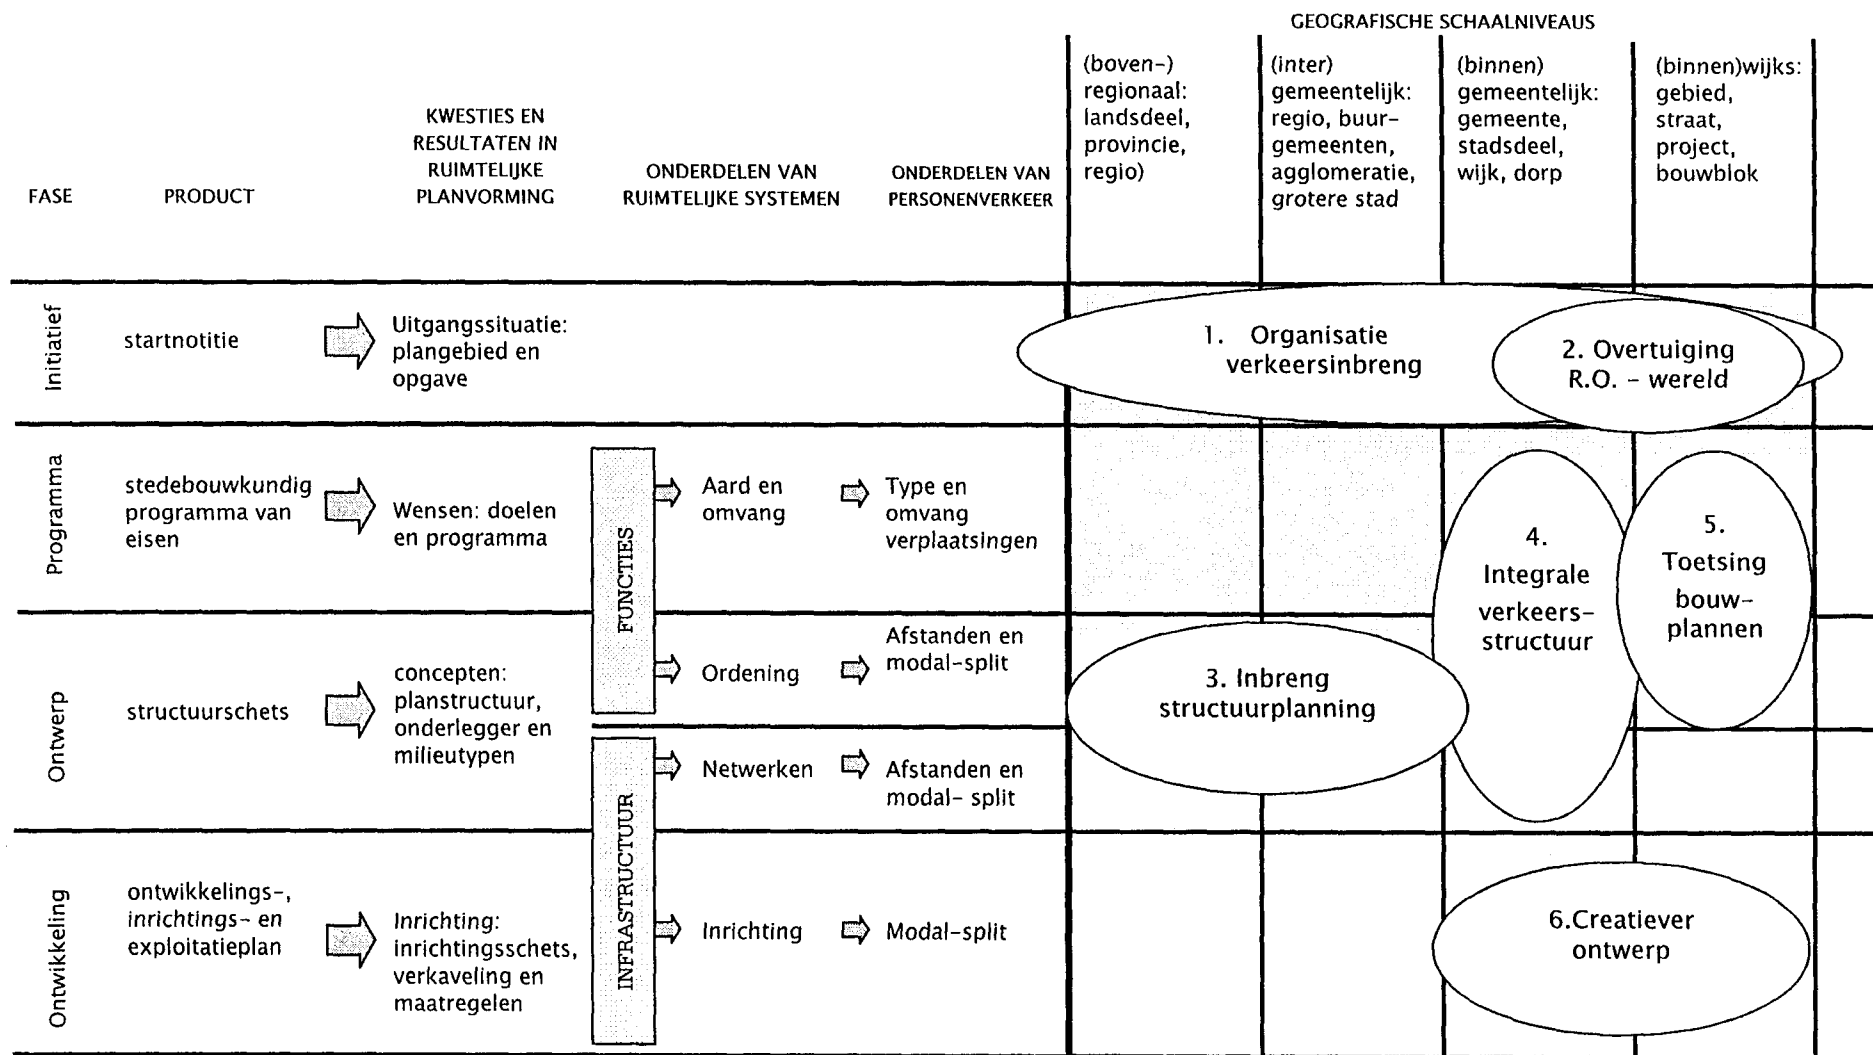 GEOGRAFISCHE SCHAALNIVEAUS
FASE
PRODUCT
KWESTIES EN
RESULTATEN IN
RUIMTELIJKE
PLANVORMING
ONDERDELEN VAN
RUIMTELIJKE SYSTEMEN
ONDERDELEN VAN
PERSONENVERKEER
(boven-)
regionaal:
landsdeel,
provincie,
regio)
(inter)
gemeentelijk:
regio, buur-
gemeenten,
agglomeratie,
grotere stad
(binnen)
gemeentelijk:
gemeente,
stadsdeel,
wijk, dorp
(binnen)wijks:
gebied,
straat,
project,
bouwblok
Initiatief
startnotitie
Uitgangssituatie:
plangebied en
opgave
1. Organisatie
verkeersinbreng
2. Overtuiging
R.O. - wereld
Programma
stedebouwkundig
programma van
eisen
Wensen: doelen
en programma
FUNCTIES
Aard en
omvang
Type en
omvang
verplaatsingen
4.
Integrale
verkeers-
structuur
5.
Toetsing
bouw-
plannen
Ontwerp
structuurschets
concepten:
planstructuur,
onderlegger en
milieutypen
Ordening
Afstanden en
modal-split
3. Inbreng
structuurplanning
INFRASTRUCTUUR
Netwerken
Afstanden en
modal- split
Ontwikkeling
ontwikkelings-,
inrichtings- en
exploitatieplan
Inrichting:
inrichtingsschets,
verkaveling en
maatregelen
Inrichting
Modal-split
6.Creatiever
ontwerp